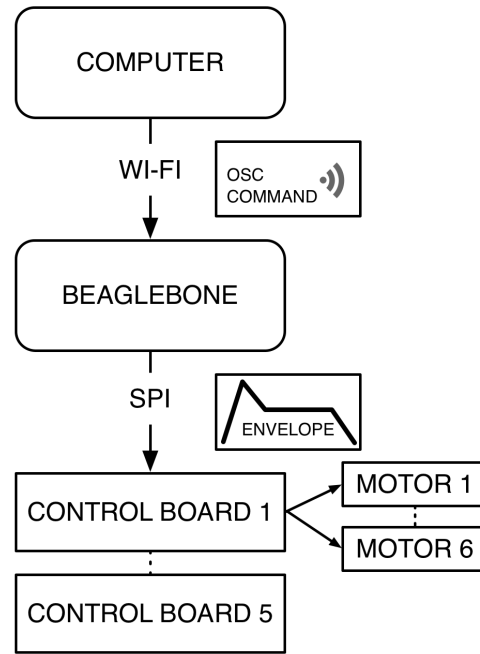 COMPUTER
WI-FI
OSC
COMMAND
BEAGLEBONE
SPI
ENVELOPE
CONTROL BOARD 1
MOTOR 1
MOTOR 6
CONTROL BOARD 5